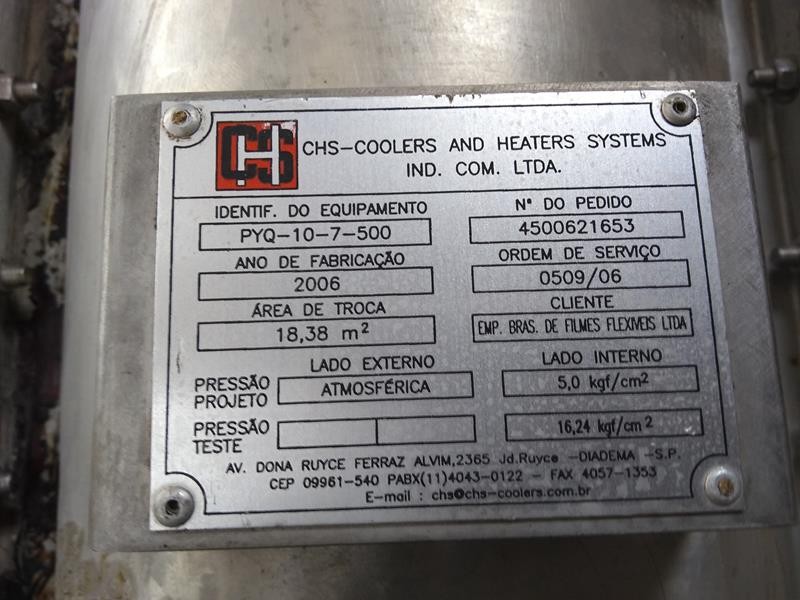 CHS
CHS-COOLERS AND HEATERS SYSTEMS
IND. COM. LTDA.
IDENTIF. DO EQUIPAMENTO
PYQ-10-7-500
Nº DO PEDIDO
4500621653
ANO DE FABRICAÇÃO
2006
ORDEM DE SERVIÇO
0509/06
ÁREA DE TROCA
18,38 m²
CLIENTE
EMP. BRAS. DE FILMES FLEXIVEIS LTDA
LADO EXTERNO
LADO INTERNO
PRESSÃO PROJETO
ATMOSFÉRICA
5,0 kgf/cm²
PRESSÃO TESTE
16,24 kgf/cm²
AV. DONA RUYCE FERRAZ ALVIM,2365 Jd.Ruyce -DIADEMA -S.P.
CEP 09961-540 PABX(11)4043-0122 - FAX 4057-1353
E-mail : chs@chs-coolers.com.br